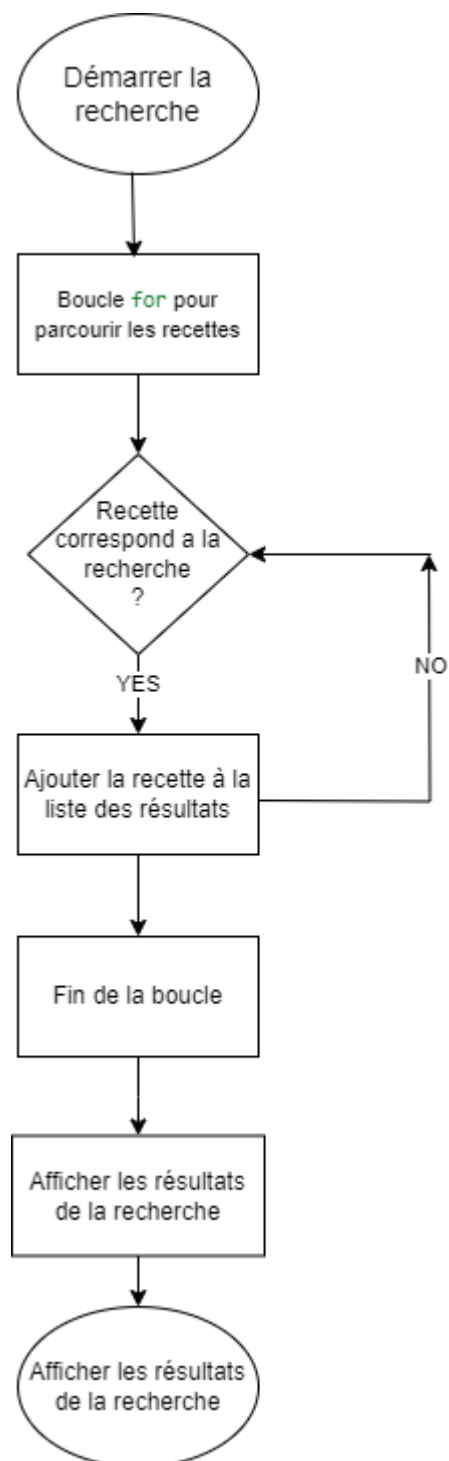 Démarrer la
recherche
Boucle for pour
parcourir les recettes
Recette
correspond a la
recherche
?
YES
NO
Ajouter la recette à la
liste des résultats
Fin de la boucle
Afficher les résultats
de la recherche
Afficher les résultats
de la recherche